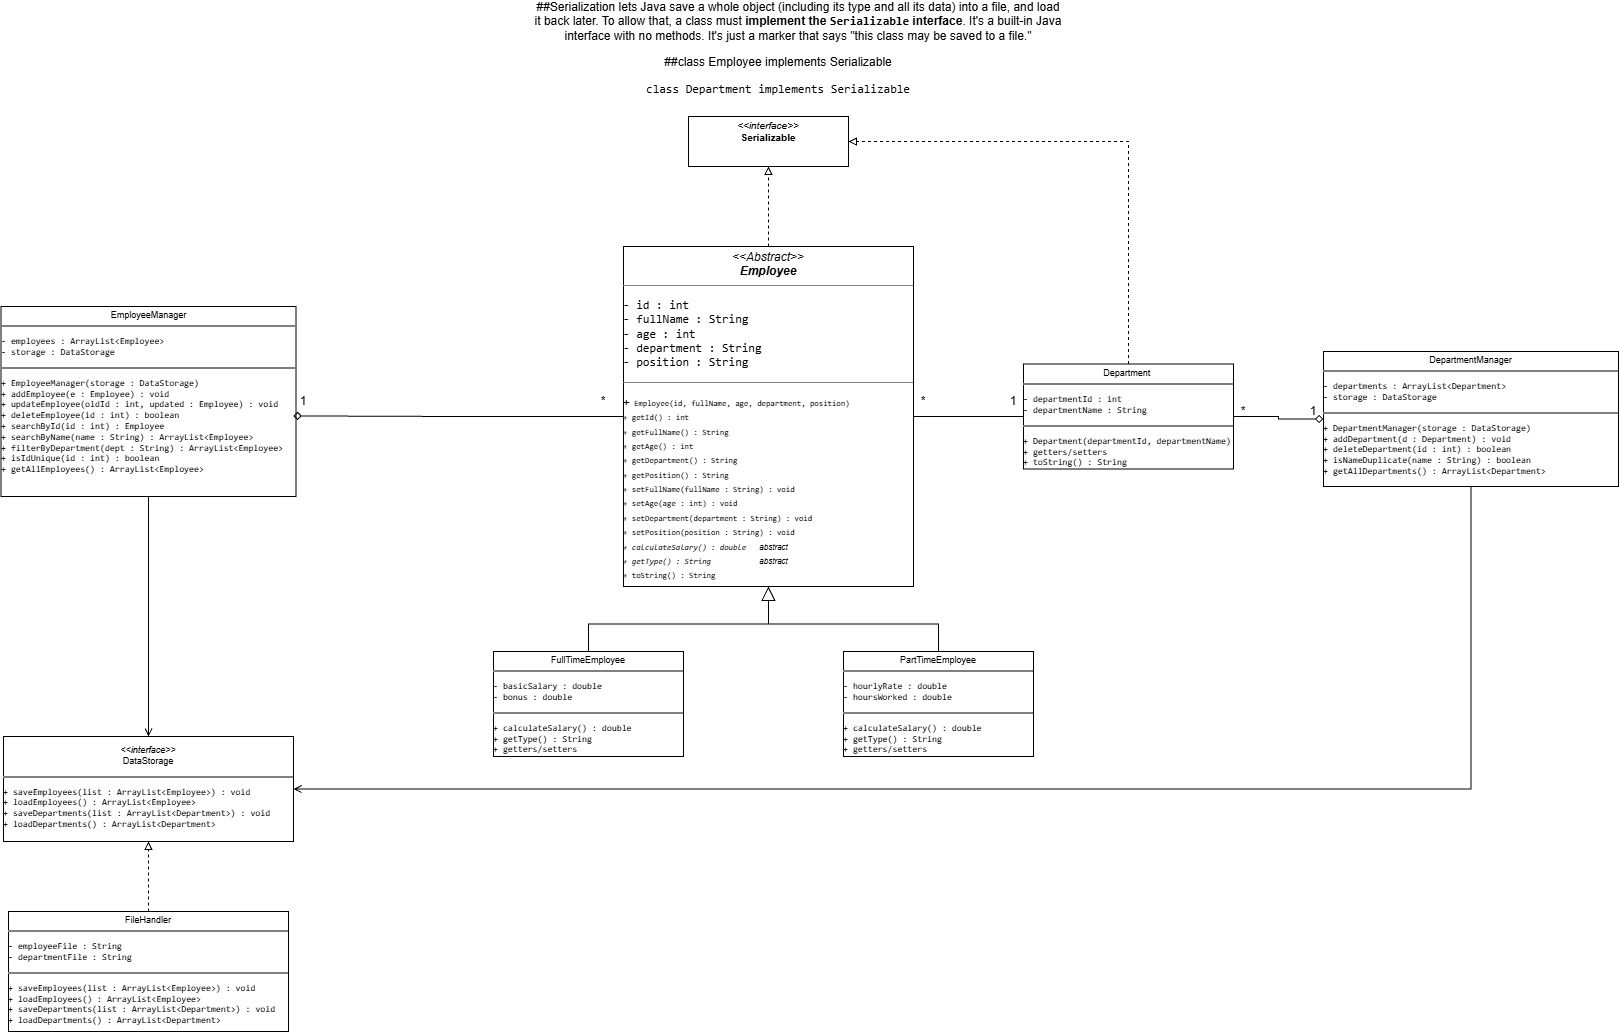 ##Serialization lets Java save a whole object (including its type and all its data) into a file, and load
it back later. To allow that, a class must implement the Serializable interface. It's a built-in Java
interface with no methods. It's just a marker that says "this class may be saved to a file."
##class Employee implements Serializable
class Department implements Serializable
<<interface>>
Serializable
<<Abstract>>
Employee
- id : int
- fullName : String
- age : int
- department : String
- position : String
+ Employee(id, fullName, age, department, position)
+ getId() : int
+ getFullName() : String
+ getAge() : int
+ getDepartment() : String
+ getPosition() : String
+ setFullName(fullName : String) : void
+ setAge(age : int) : void
+ setDepartment(department : String) : void
+ setPosition(position : String) : void
+ calculateSalary() : double abstract
+ getType() : String abstract
+ toString() : String
EmployeeManager
- employees : ArrayList<Employee>
- storage : DataStorage
+ EmployeeManager(storage : DataStorage)
+ addEmployee(e : Employee) : void
+ updateEmployee(oldId : int, updated : Employee) : void
+ deleteEmployee(id : int) : boolean
+ searchById(id : int) : Employee
+ searchByName(name : String) : ArrayList<Employee>
+ filterByDepartment(dept : String) : ArrayList<Employee>
+ isIdUnique(id : int) : boolean
+ getAllEmployees() : ArrayList<Employee>
1
*
*
1
Department
- departmentId : int
- departmentName : String
+ Department(departmentId, departmentName)
+ getters/setters
+ toString() : String
*
1
DepartmentManager
- departments : ArrayList<Department>
- storage : DataStorage
+ DepartmentManager(storage : DataStorage)
+ addDepartment(d : Department) : void
+ deleteDepartment(id : int) : boolean
+ isNameDuplicate(name : String) : boolean
+ getAllDepartments() : ArrayList<Department>
FullTimeEmployee
- basicSalary : double
- bonus : double
+ calculateSalary() : double
+ getType() : String
+ getters/setters
PartTimeEmployee
- hourlyRate : double
- hoursWorked : double
+ calculateSalary() : double
+ getType() : String
+ getters/setters
<<interface>>
DataStorage
+ saveEmployees(list : ArrayList<Employee>) : void
+ loadEmployees() : ArrayList<Employee>
+ saveDepartments(list : ArrayList<Department>) : void
+ loadDepartments() : ArrayList<Department>
FileHandler
- employeeFile : String
- departmentFile : String
+ saveEmployees(list : ArrayList<Employee>) : void
+ loadEmployees() : ArrayList<Employee>
+ saveDepartments(list : ArrayList<Department>) : void
+ loadDepartments() : ArrayList<Department>